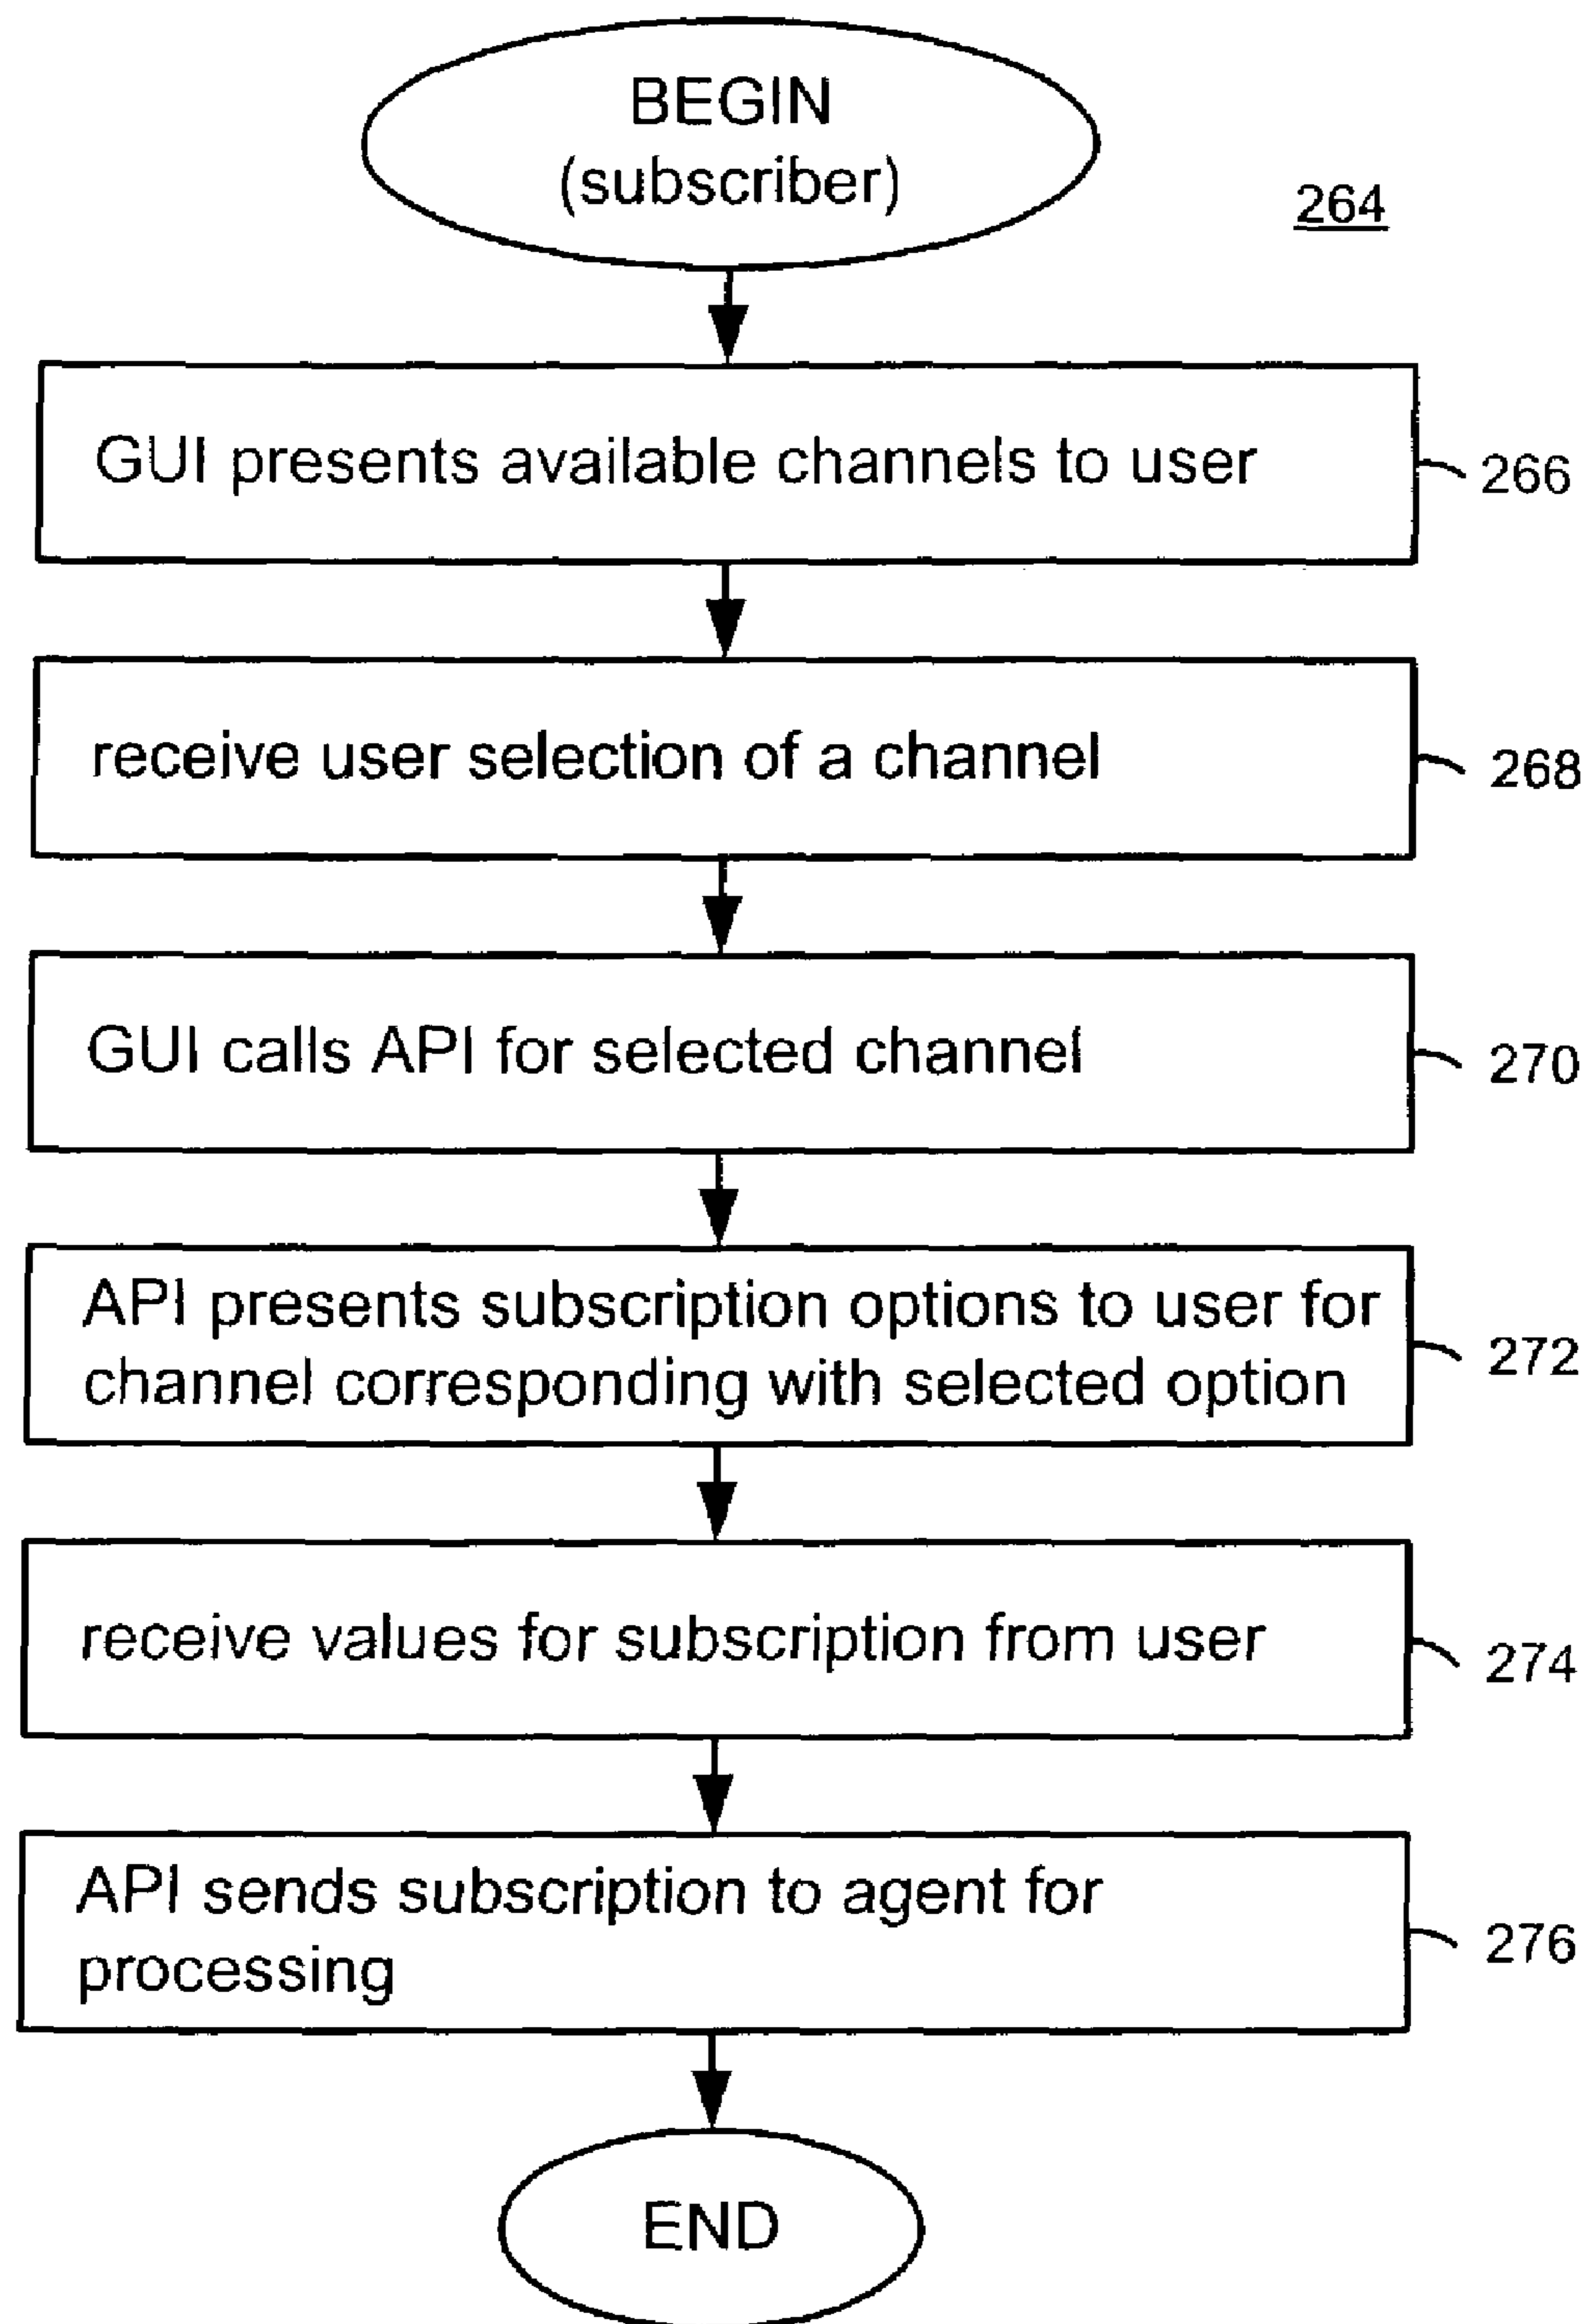 BEGIN
(subscriber)
264
GUI presents available channels to user
266
receive user selection of a channel
268
GUI calls API for selected channel
270
API presents subscription options to user for
channel corresponding with selected option
272
receive values for subscription from user
274
API sends subscription to agent for
processing
276
END